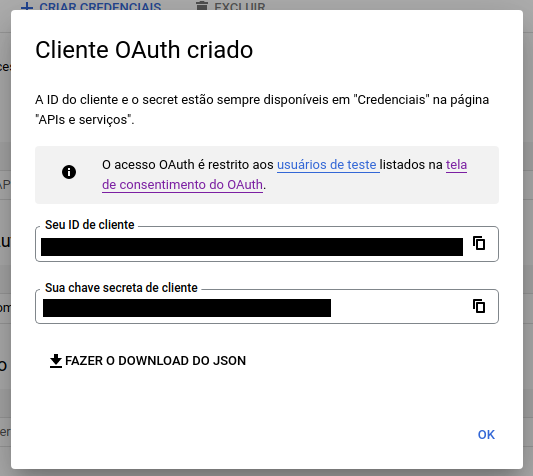 CRIAR CREDENCIAIS EXCLUIR
Cliente OAuth criado
A ID do cliente e o secret estão sempre disponíveis em "Credenciais" na página
"APIs e serviços".
O acesso OAuth é restrito aos usuários de teste listados na tela
de consentimento do OAuth.
Seu ID de cliente
Sua chave secreta de cliente
FAZER O DOWNLOAD DO JSON
OK